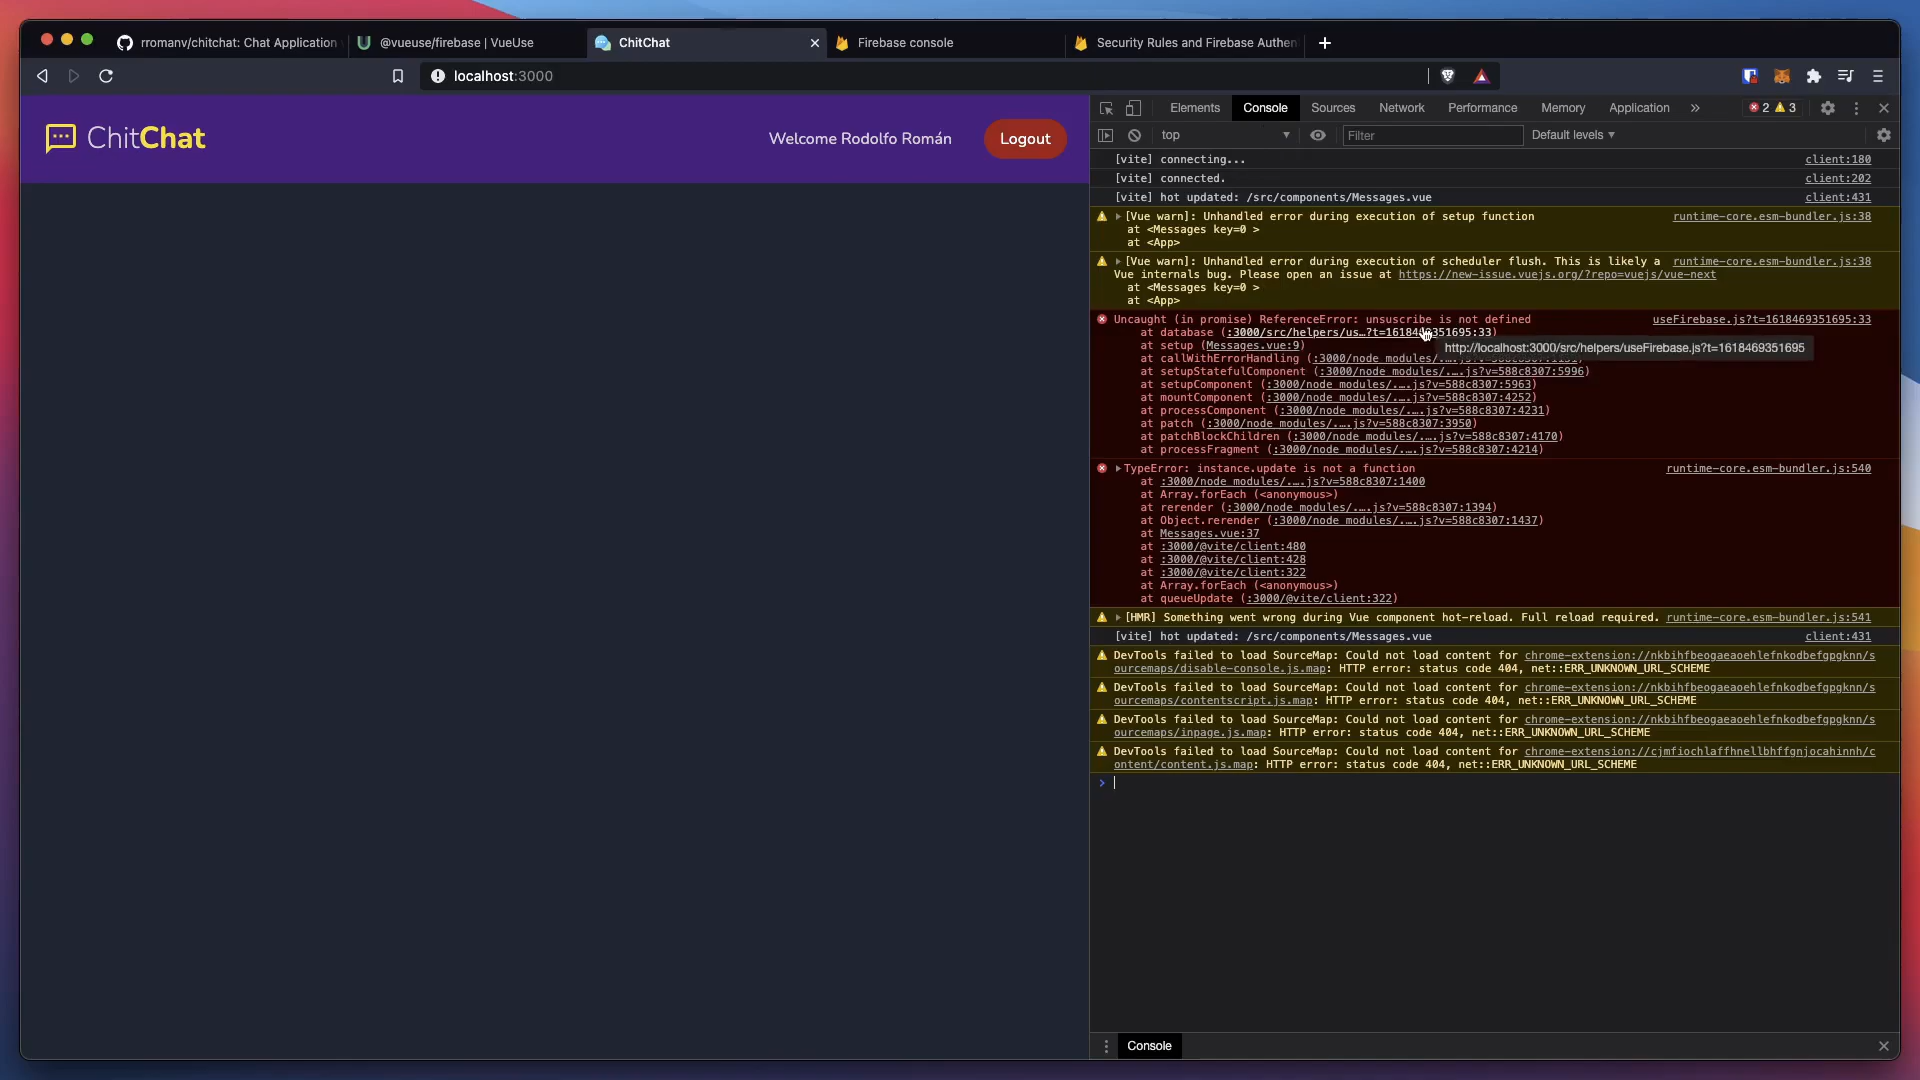 rromanv/chitchat: Chat Application
@vueuse/firebase | VueUse
ChitChat
Firebase console
Security Rules and Firebase Authen
localhost:3000
ChitChat
Welcome Rodolfo Román
Logout
Elements
Console
Sources
Network
Performance
Memory
Application
2
3
top
Filter
Default levels
[vite] connecting... client:180
[vite] connected. client:202
[vite] hot updated: /src/components/Messages.vue client:431
[Vue warn]: Unhandled error during execution of setup function runtime-core.esm-bundler.js:38
at <Messages key=0 >
at <App>
[Vue warn]: Unhandled error during execution of scheduler flush. This is likely a runtime-core.esm-bundler.js:38
Vue internals bug. Please open an issue at https://new-issue.vuejs.org/?repo=vuejs/vue-next
at <Messages key=0 >
at <App>
Uncaught (in promise) ReferenceError: unsuscribe is not defined useFirebase.js?t=1618469351695:33
at database (:3000/src/helpers/us…?t=1618469351695:33)
at setup (Messages.vue:9)
http://localhost:3000/src/helpers/useFirebase.js?t=1618469351695
at callWithErrorHandling (:3000/node_modules/.
at setupStatefulComponent (:3000/node_modules/.….js?v=588c8307:5996)
at setupComponent (:3000/node_modules/.….js?v=588c8307:5963)
at mountComponent (:3000/node_modules/.….js?v=588c8307:4252)
at processComponent (:3000/node_modules/.….js?v=588c8307:4231)
at patch (:3000/node_modules/.….js?v=588c8307:3950)
at patchBlockChildren (:3000/node_modules/.….js?v=588c8307:4170)
at processFragment (:3000/node_modules/.….js?v=588c8307:4214)
TypeError: instance.update is not a function runtime-core.esm-bundler.js:540
at :3000/node_modules/.….js?v=588c8307:1400
at Array.forEach (<anonymous>)
at rerender (:3000/node_modules/.….js?v=588c8307:1394)
at Object.rerender (:3000/node_modules/.….js?v=588c8307:1437)
at Messages.vue:37
at :3000/@vite/client:480
at :3000/@vite/client:428
at :3000/@vite/client:322
at Array.forEach (<anonymous>)
at queueUpdate (:3000/@vite/client:322)
[HMR] Something went wrong during Vue component hot-reload. Full reload required. runtime-core.esm-bundler.js:541
[vite] hot updated: /src/components/Messages.vue client:431
DevTools failed to load SourceMap: Could not load content for chrome-extension://nkbihfbeogaeaoehlefnkodbefgpgknn/s
ourcemaps/disable-console.js.map: HTTP error: status code 404, net::ERR_UNKNOWN_URL_SCHEME
DevTools failed to load SourceMap: Could not load content for chrome-extension://nkbihfbeogaeaoehlefnkodbefgpgknn/s
ourcemaps/contentscript.js.map: HTTP error: status code 404, net::ERR_UNKNOWN_URL_SCHEME
DevTools failed to load SourceMap: Could not load content for chrome-extension://nkbihfbeogaeaoehlefnkodbefgpgknn/s
ourcemaps/inpage.js.map: HTTP error: status code 404, net::ERR_UNKNOWN_URL_SCHEME
DevTools failed to load SourceMap: Could not load content for chrome-extension://cjmfiochlaffhnellbhffgnjocahinnh/c
ontent/content.js.map: HTTP error: status code 404, net::ERR_UNKNOWN_URL_SCHEME
Console